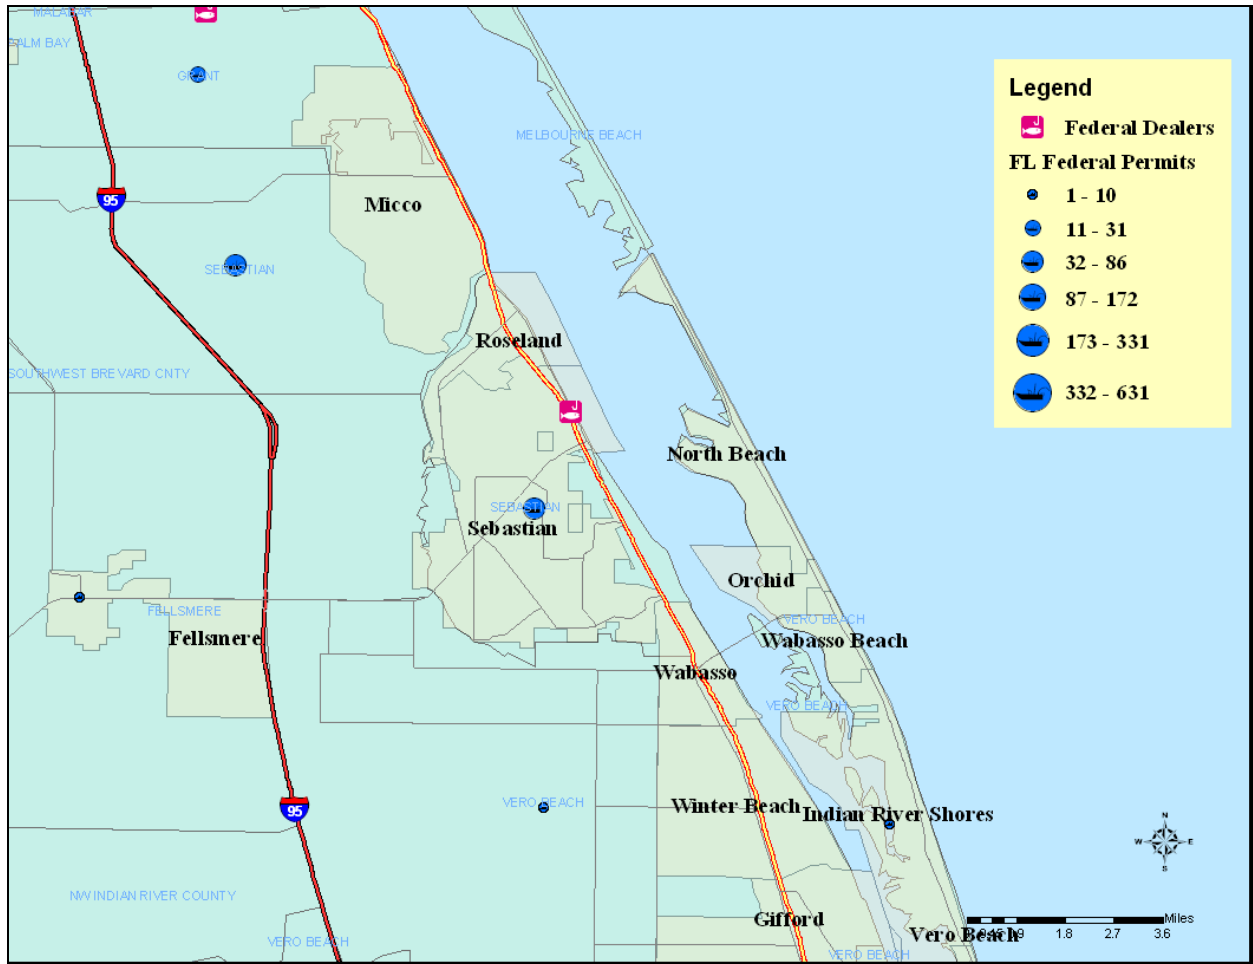 MALABAR
PALM BAY
GRANT
MELBOURNE BEACH
Legend
Federal Dealers
FL Federal Permits
1 - 10
11 - 31
32 - 86
87 - 172
173 - 331
332 - 631
95
Micco
SEBASTIAN
Roseland
SOUTHWEST BREVARD CNTY
North Beach
SEBASTIAN
Sebastian
Orchid
FELLSMERE
Fellsmere
VERO BEACH
Wabasso Beach
Wabasso
VERO BEACH
VERO BEACH
95
Winter Beach
Indian River Shores
N
W
E
S
NW INDIAN RIVER COUNTY
Gifford
VERO BEACH
Vero Beach
VERO BEACH
Miles
1.8
2.7
3.6